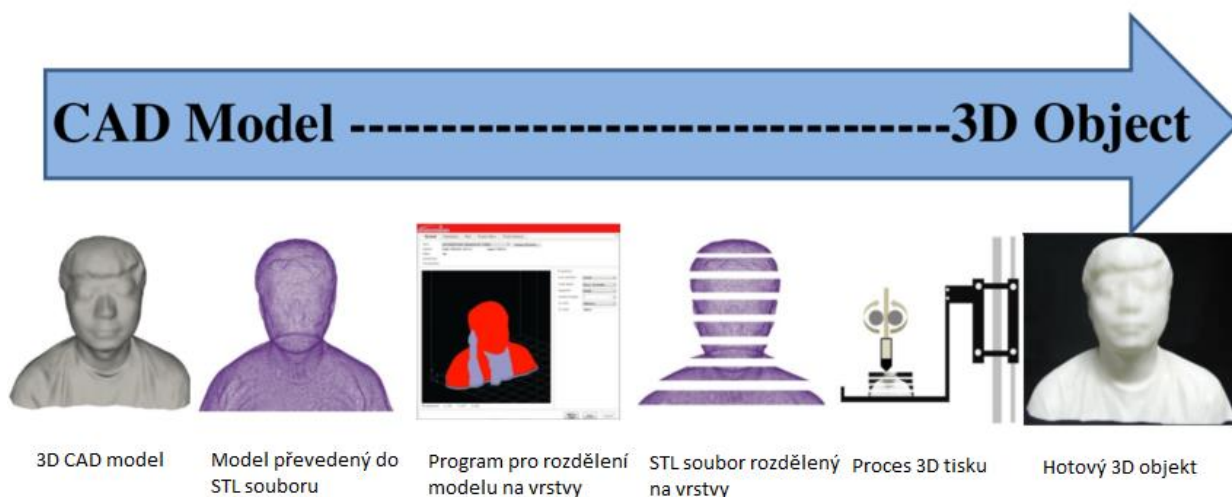 CAD Model --------------------------------3D Object
3D CAD model
Model převedený do
STL souboru
Program pro rozdělení
modelu na vrstvy
STL soubor rozdělený
na vrstvy
Proces 3D tisku
Hotový 3D objekt